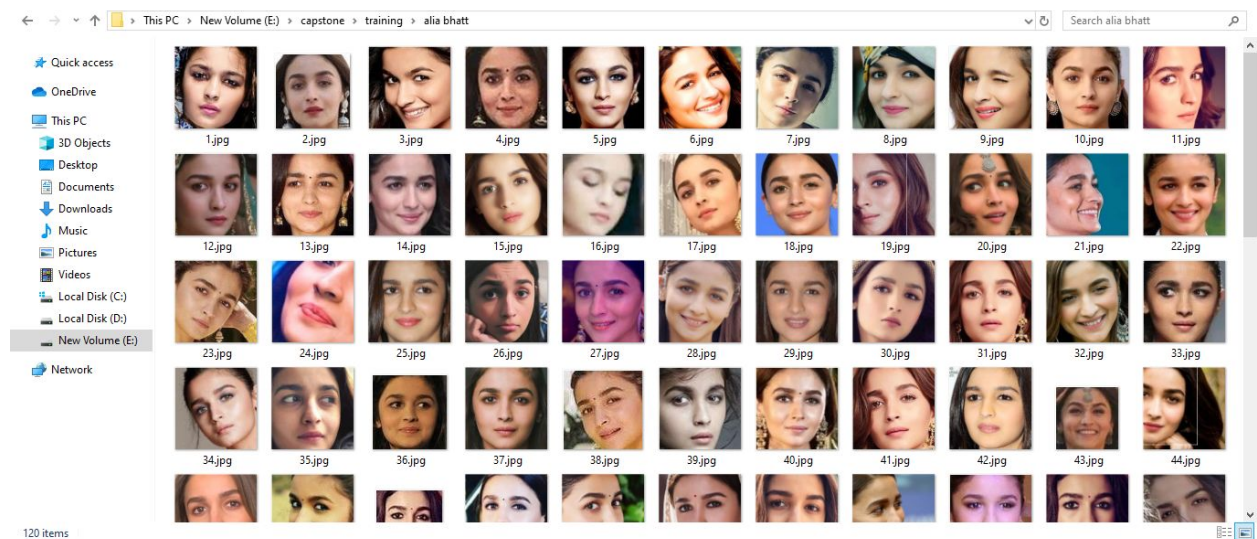 This PC > New Volume (E:) > capstone > training > alia bhatt
Search alia bhatt
Quick access
OneDrive
This PC
3D Objects
Desktop
Documents
Downloads
Music
Pictures
Videos
Local Disk (C:)
Local Disk (D:)
New Volume (E:)
Network
1.jpg 2.jpg 3.jpg 4.jpg 5.jpg 6.jpg 7.jpg 8.jpg 9.jpg 10.jpg 11.jpg
12.jpg 13.jpg 14.jpg 15.jpg 16.jpg 17.jpg 18.jpg 19.jpg 20.jpg 21.jpg 22.jpg
23.jpg 24.jpg 25.jpg 26.jpg 27.jpg 28.jpg 29.jpg 30.jpg 31.jpg 32.jpg 33.jpg
34.jpg 35.jpg 36.jpg 37.jpg 38.jpg 39.jpg 40.jpg 41.jpg 42.jpg 43.jpg 44.jpg
120 items